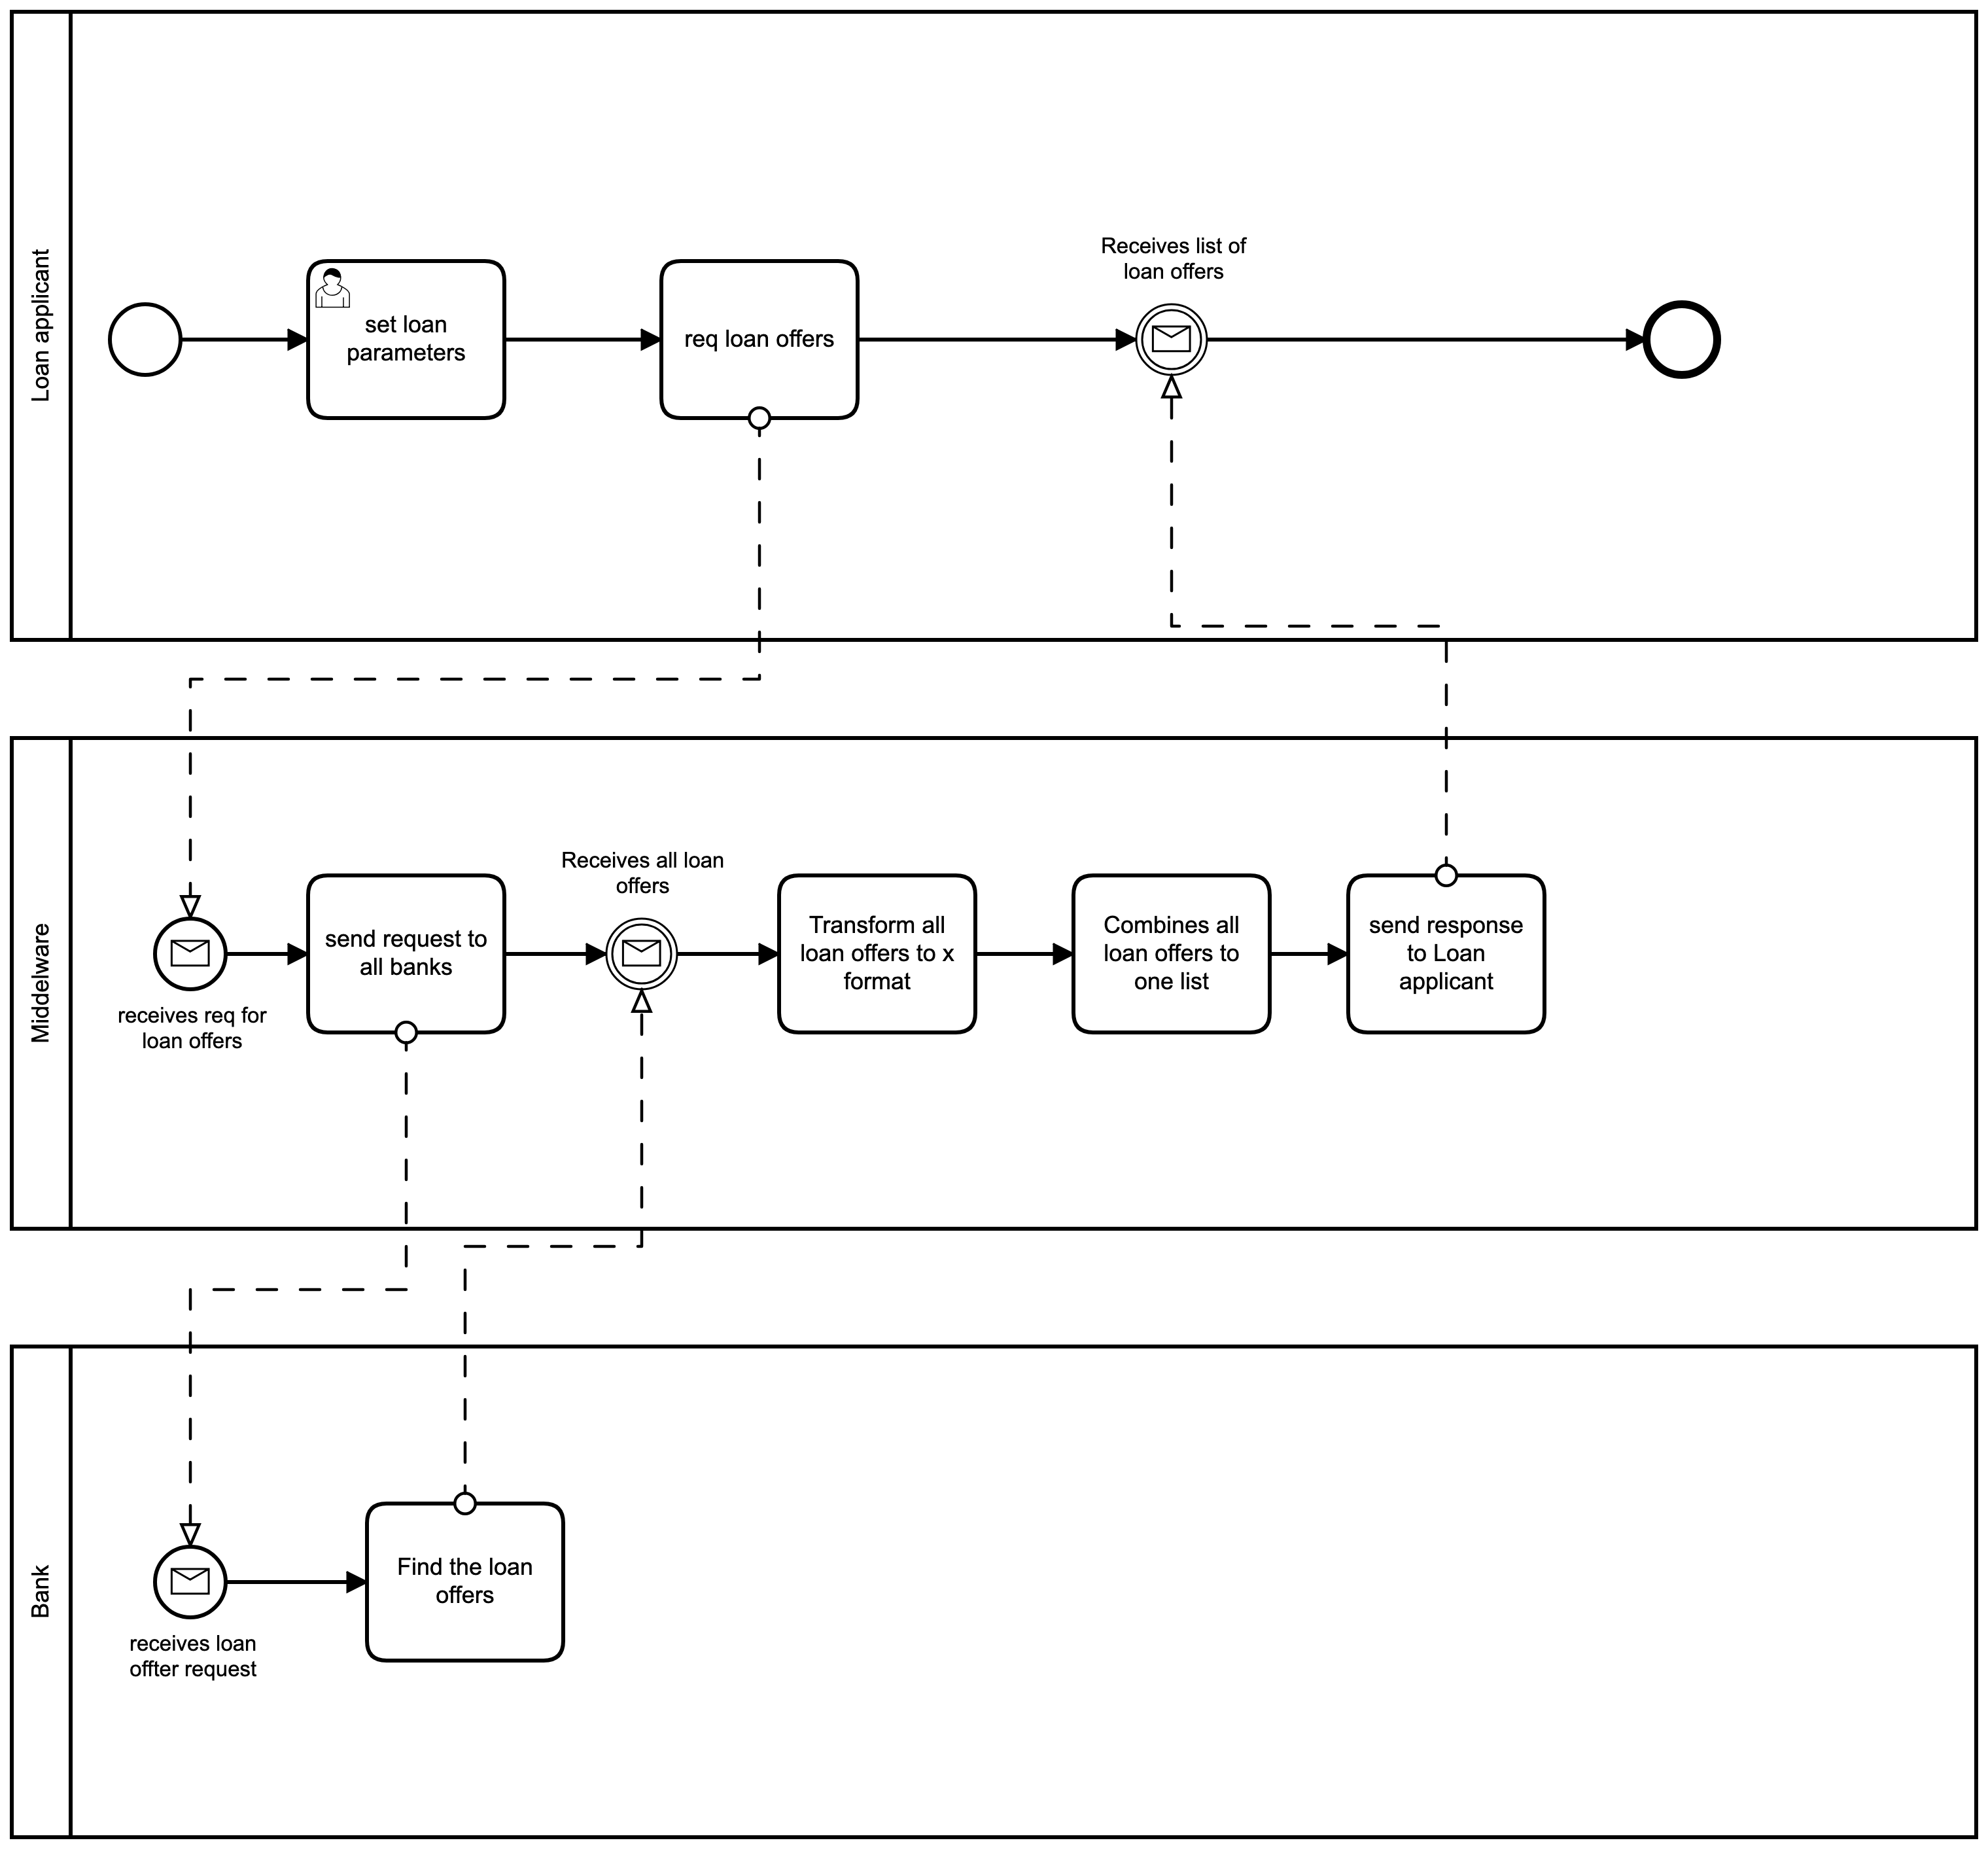 Loan applicant
set loan
parameters
req loan offers
Receives list of
loan offers
Middelware
receives req for
loan offers
send request to
all banks
Receives all loan
offers
Transform all
loan offers to x
format
Combines all
loan offers to
one list
send response
to Loan
applicant
Bank
receives loan
offter request
Find the loan
offers